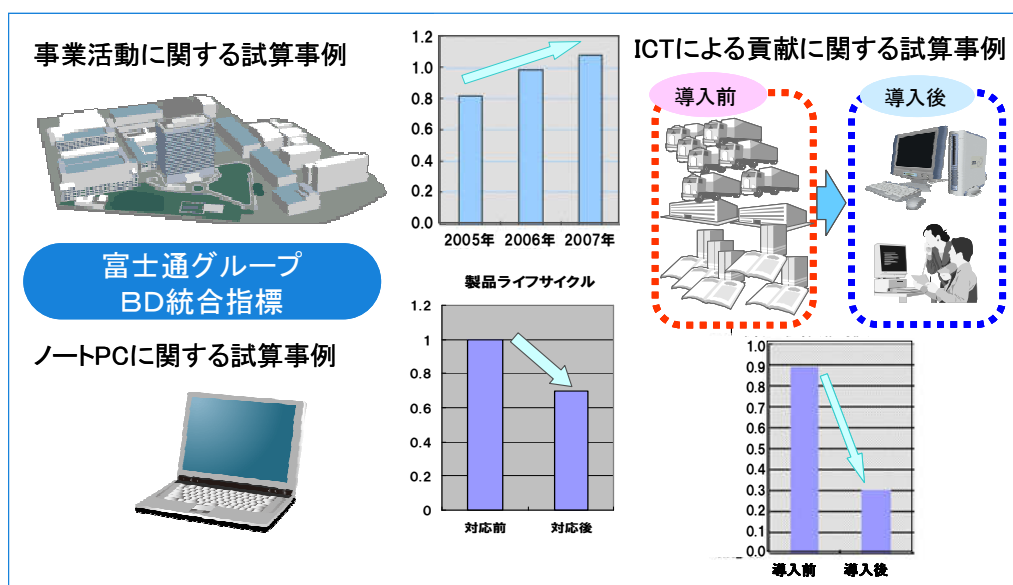 事業活動に関する試算事例
1.2
1.0
0.8
0.6
0.4
0.2
0.0
2005年 2006年 2007年
富士通グループ
BD統合指標
ノートPCに関する試算事例
製品ライフサイクル
1.2
1
0.8
0.6
0.4
0.2
0
対応前 対応後
ICTによる貢献に関する試算事例
導入前
導入後
1.0
0.9
0.8
0.7
0.6
0.5
0.4
0.3
0.2
0.1
0.0
導入前 導入後